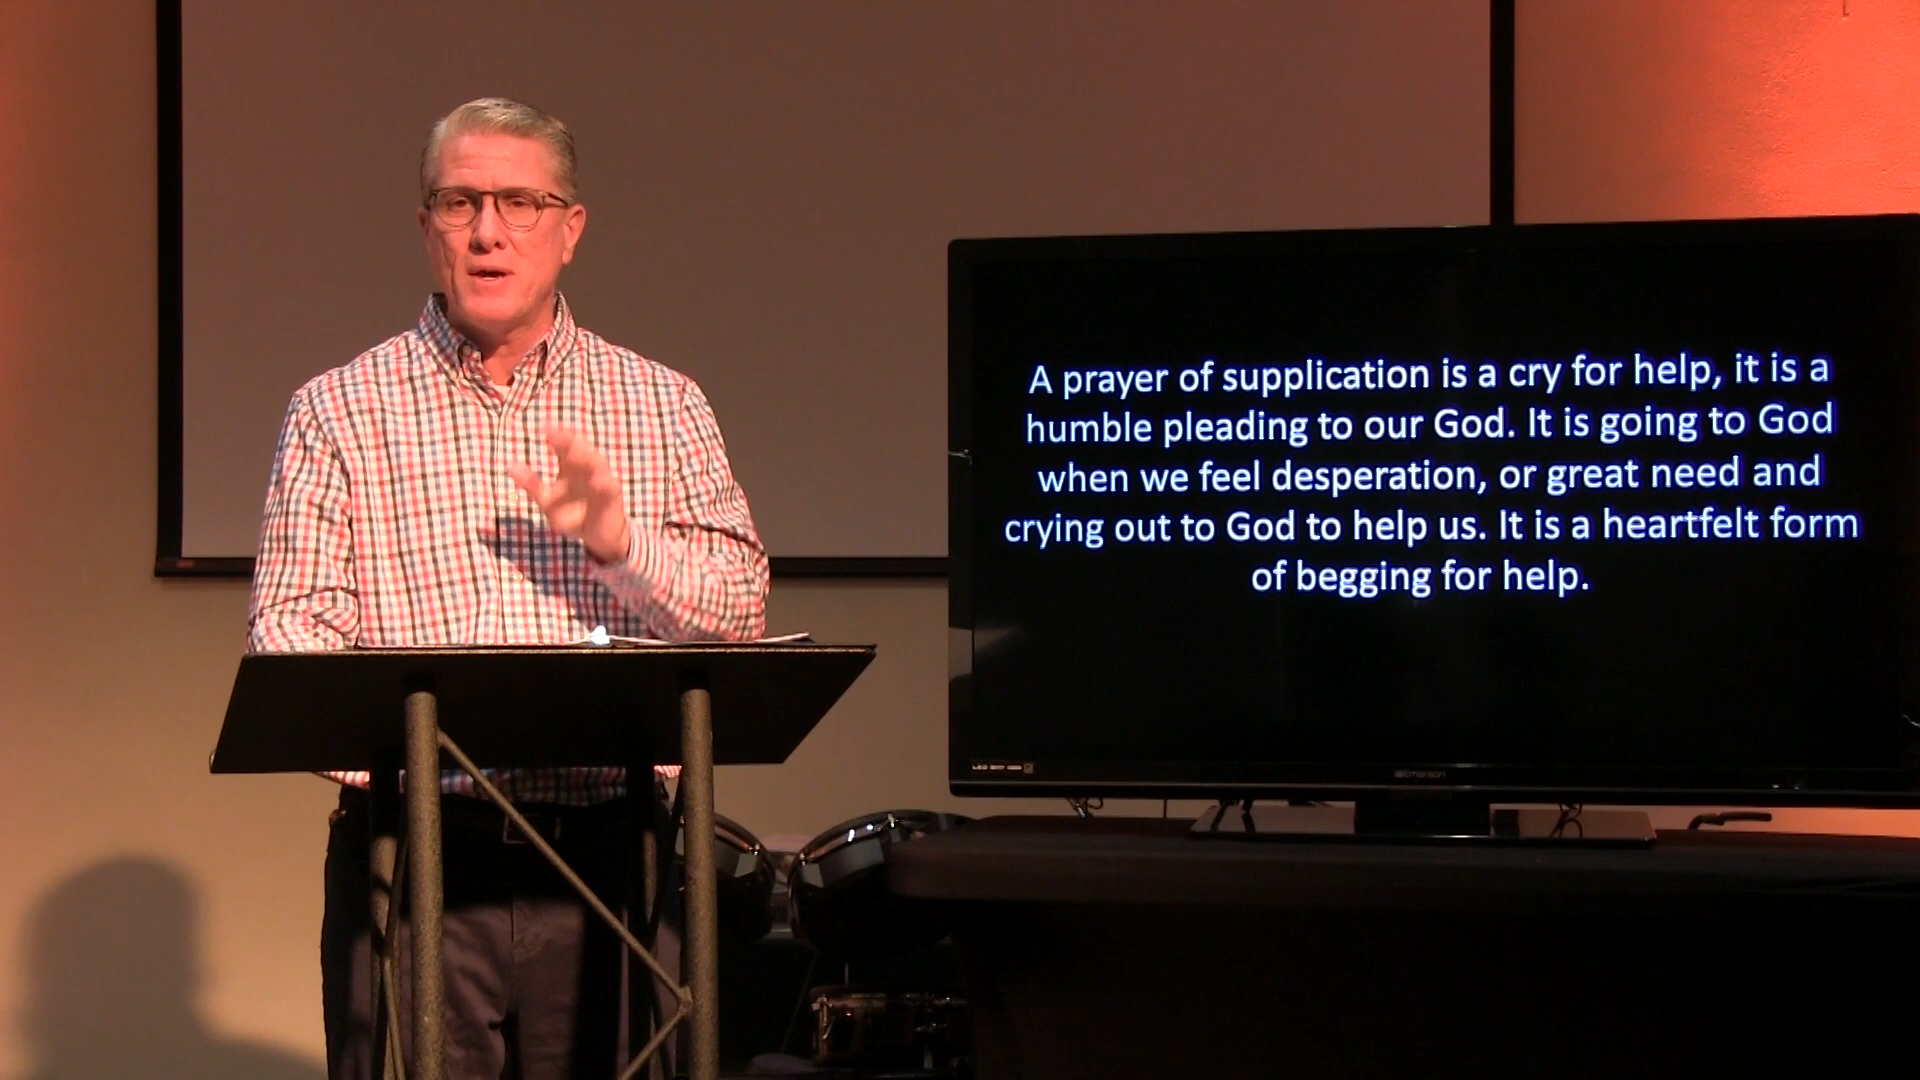 A prayer of supplication is a cry for help, it is a
humble pleading to our God. It is going to God
when we feel desperation, or great need and
crying out to God to help us. It is a heartfelt form
of begging for help.
Emerson